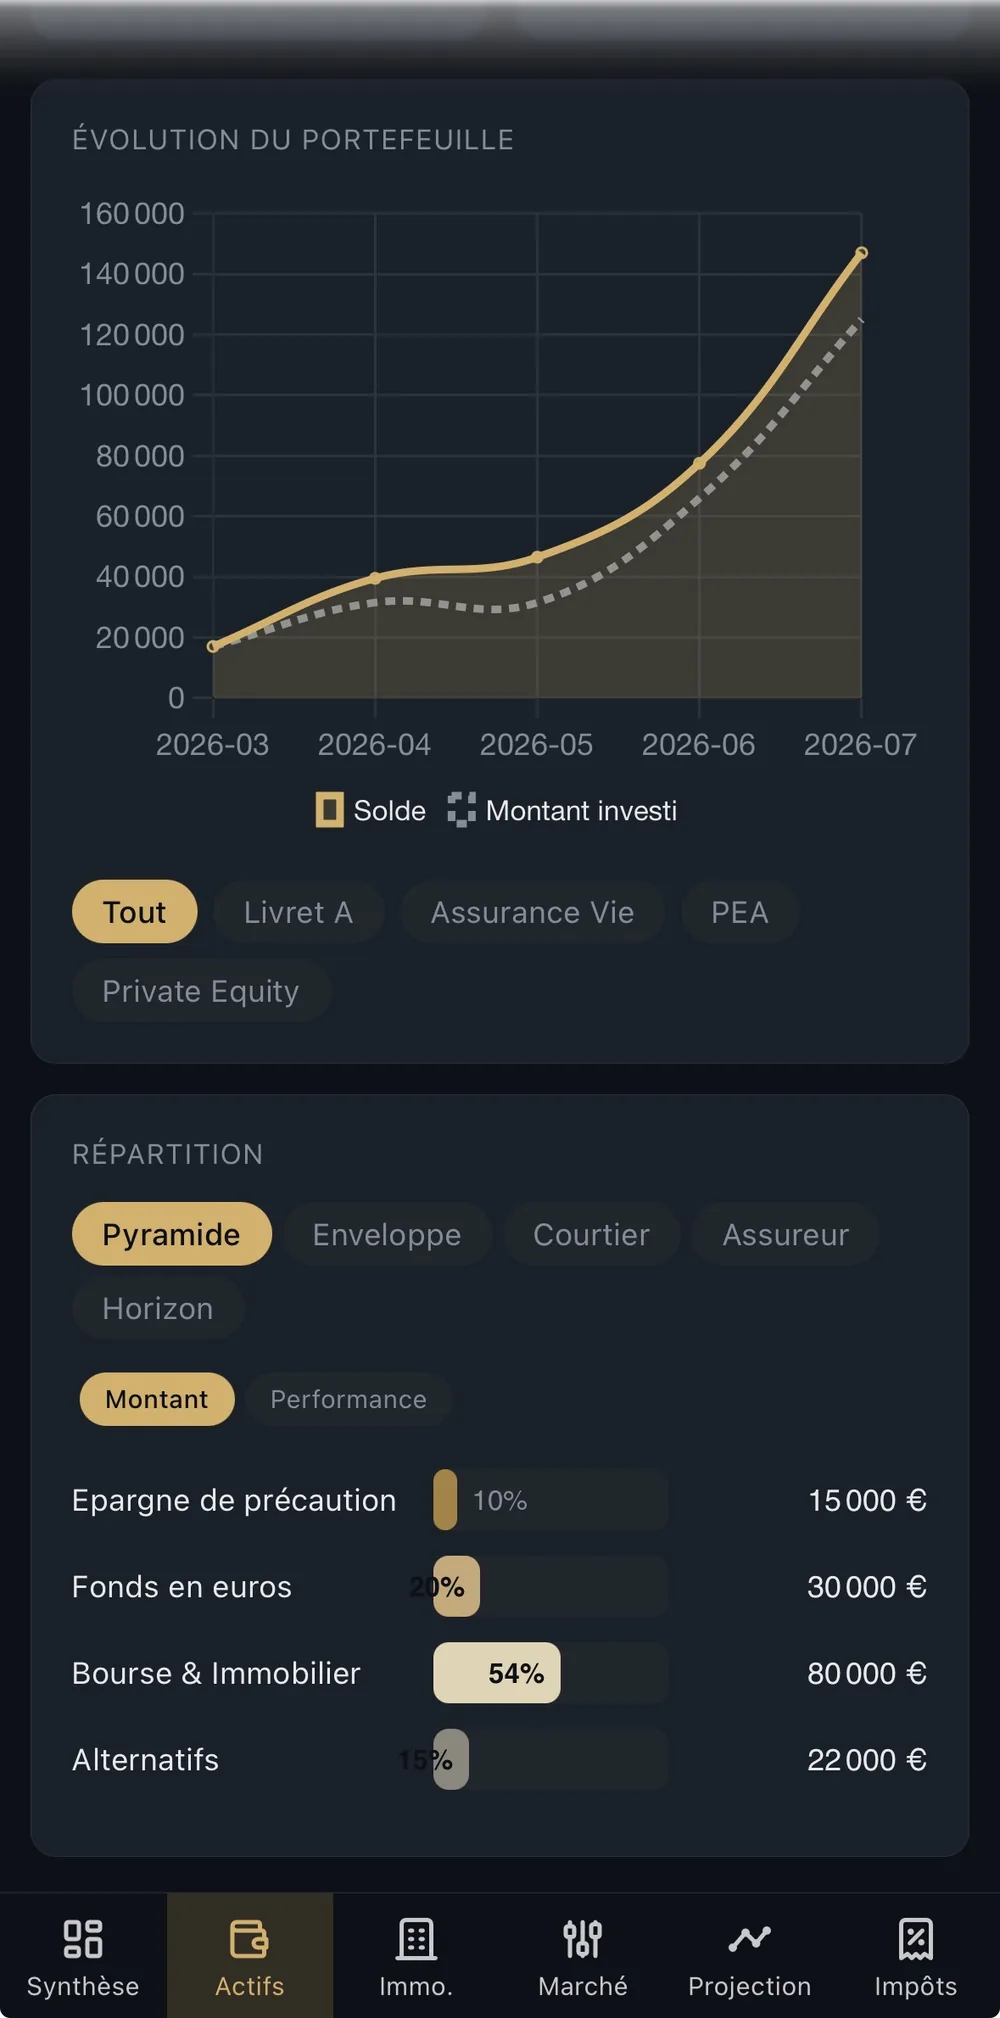 ÉVOLUTION DU PORTEFEUILLE
160 000
140 000
120 000
100 000
80 000
60 000
40 000
20 000
0
2026-03 2026-04 2026-05 2026-06 2026-07
Solde Montant investi
Tout Livret A Assurance Vie PEA
Private Equity
RÉPARTITION
Pyramide Enveloppe Courtier Assureur
Horizon
Montant Performance
Epargne de précaution 10% 15 000 €
Fonds en euros 20% 30 000 €
Bourse & Immobilier 54% 80 000 €
Alternatifs 15% 22 000 €
Synthèse Actifs Immo. Marché Projection Impôts